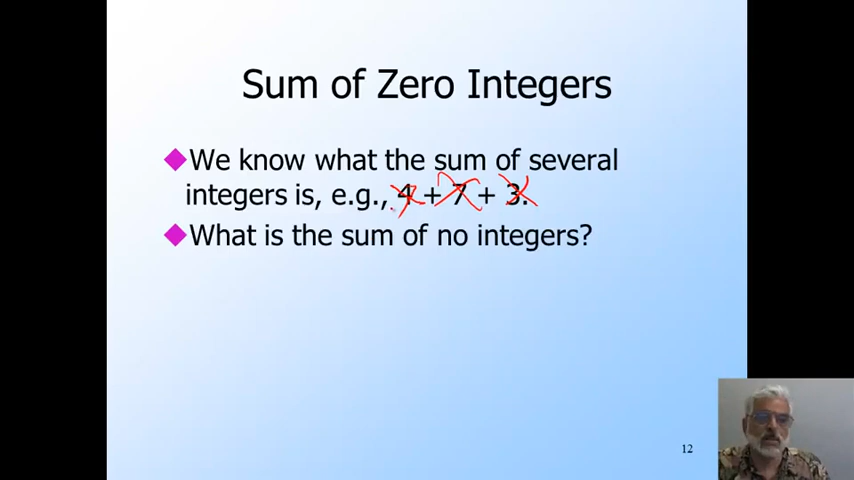 Sum of Zero Integers
◆We know what the sum of several
integers is, e.g., 4 + 7 + 3.
◆What is the sum of no integers?
12